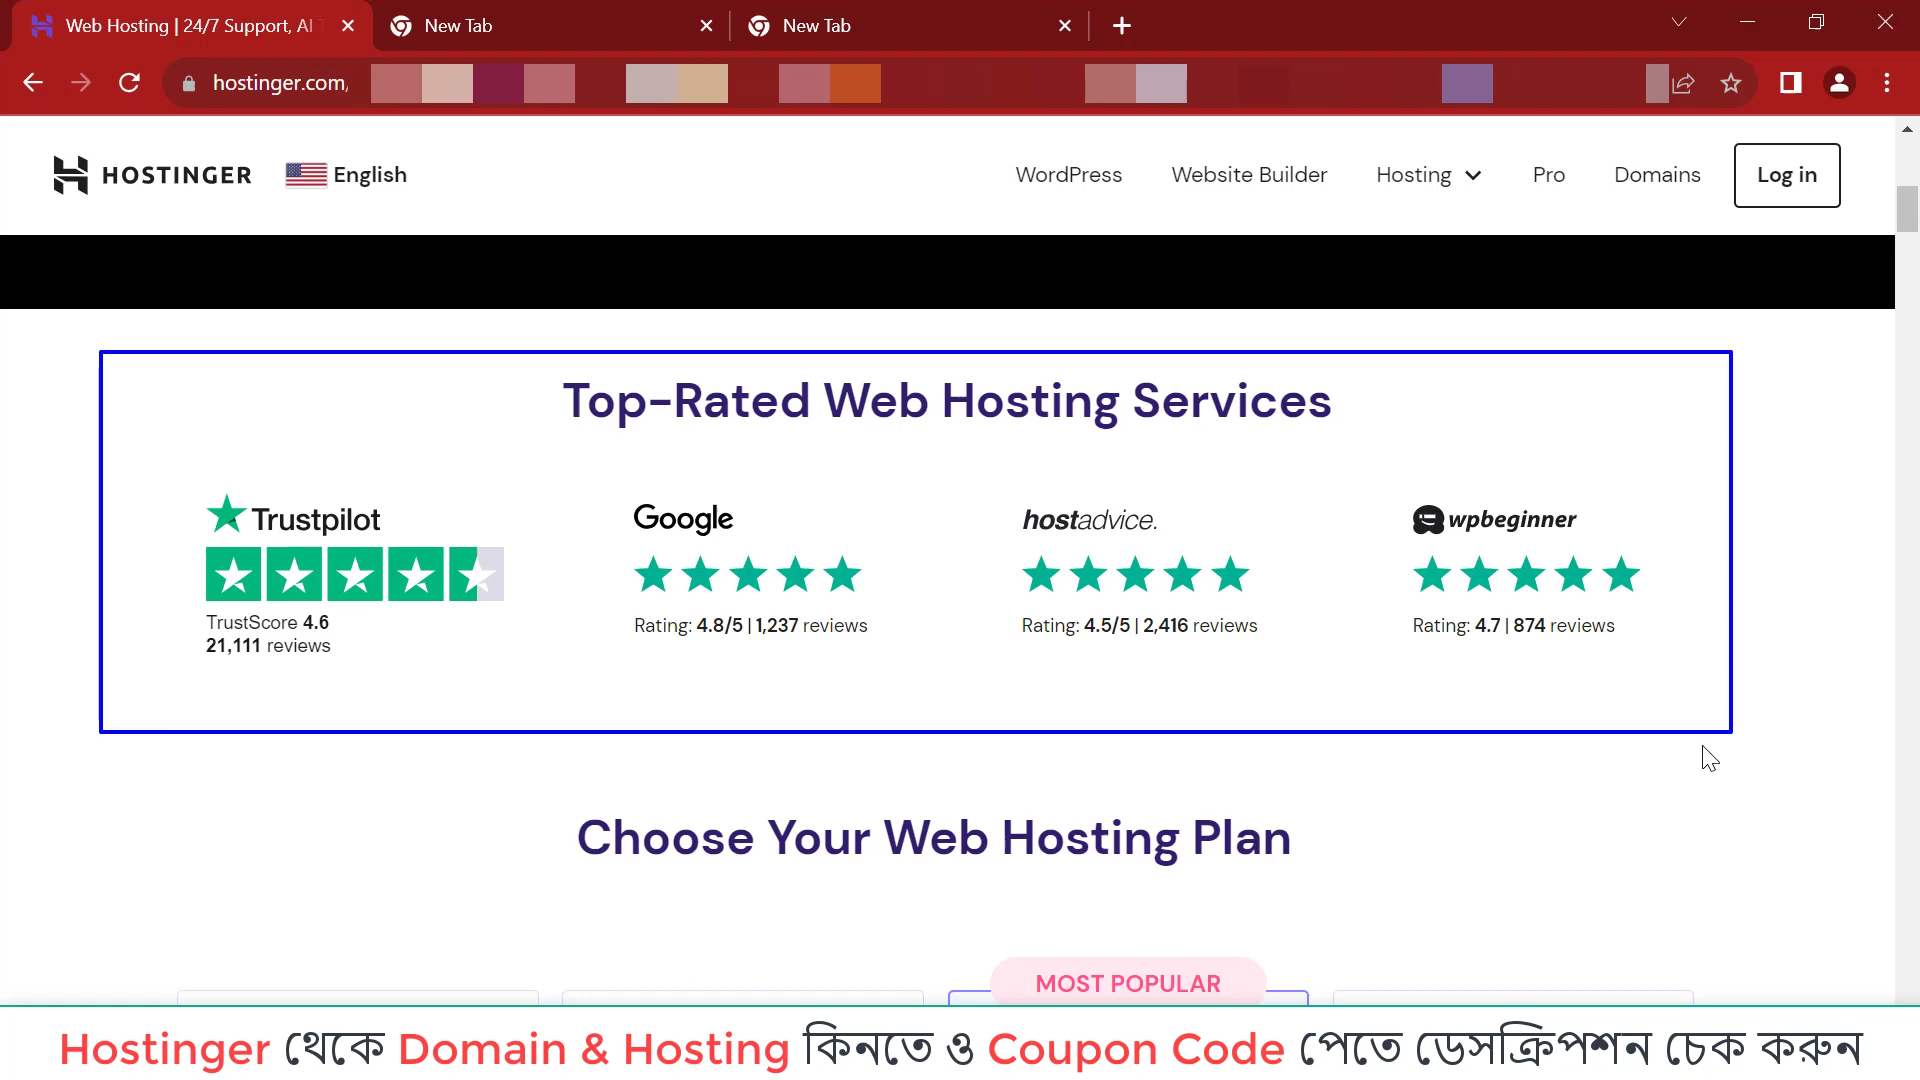 Web Hosting | 24/7 Support, AI
New Tab
New Tab
hostinger.com,
HOSTINGER
English
WordPress
Website Builder
Hosting
Pro
Domains
Log in
Top-Rated Web Hosting Services
Trustpilot
TrustScore 4.6
21,111 reviews
Google
Rating: 4.8/5 | 1,237 reviews
hostadvice.
Rating: 4.5/5 | 2,416 reviews
wpbeginner
Rating: 4.7 | 874 reviews
Choose Your Web Hosting Plan
MOST POPULAR
Hostinger থেকে Domain & Hosting কিনতে ও Coupon Code পেতে ডেসক্রিপশন চেক করুন